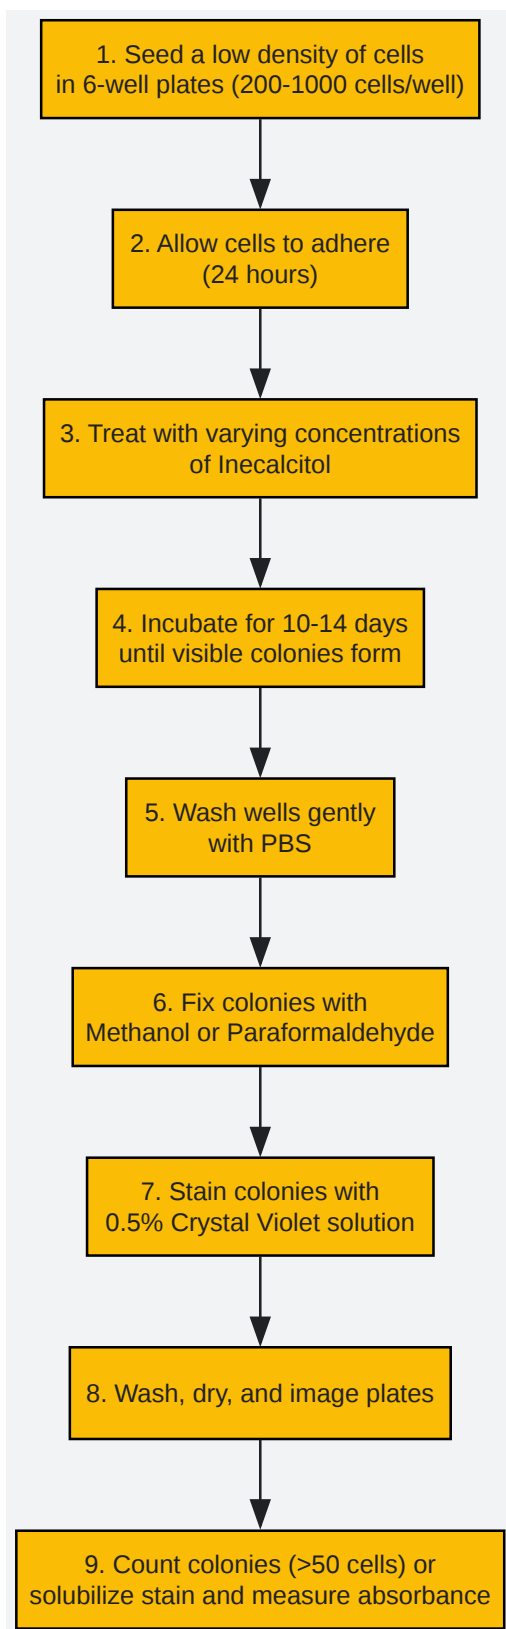 1. Seed a low density of cells
in 6-well plates (200-1000 cells/well)
2. Allow cells to adhere
(24 hours)
3. Treat with varying concentrations
of Inecalcitol
4. Incubate for 10-14 days
until visible colonies form
5. Wash wells gently
with PBS
6. Fix colonies with
Methanol or Paraformaldehyde
7. Stain colonies with
0.5% Crystal Violet solution
8. Wash, dry, and image plates
9. Count colonies (>50 cells) or
solubilize stain and measure absorbance